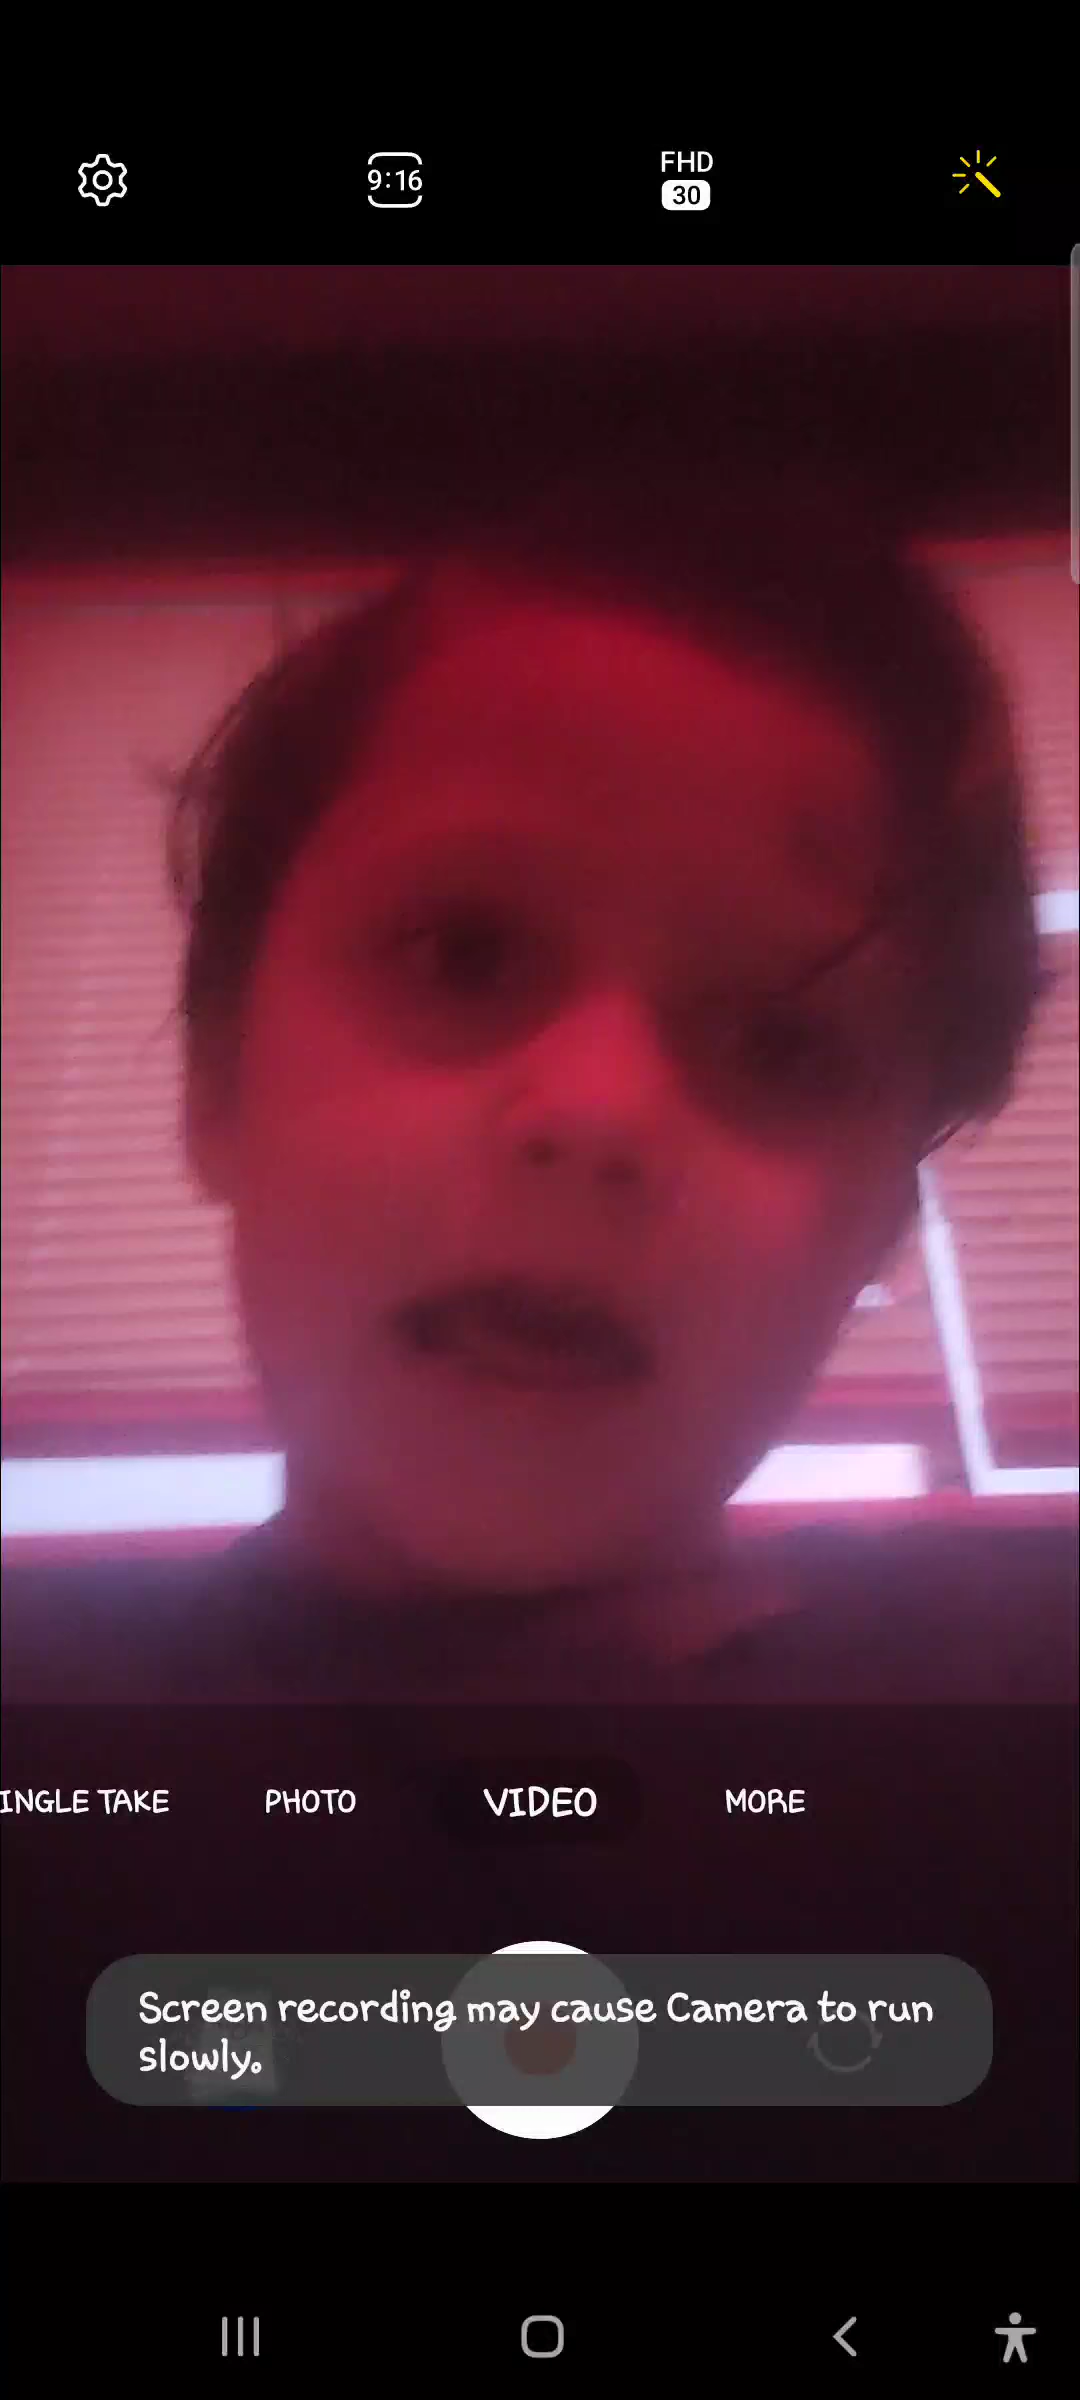 9:16
FHD
30
INGLE TAKE PHOTO VIDEO MORE
Screen recording may cause Camera to run
slowly.